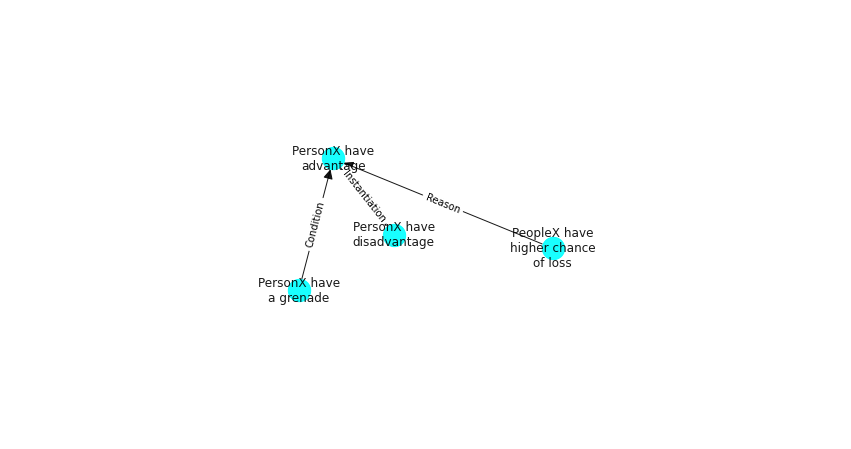 PersonX have
advantage
Instantiation
Reason
Condition
PersonX have
disadvantage
PeopleX have
higher chance
of loss
PersonX have
a grenade